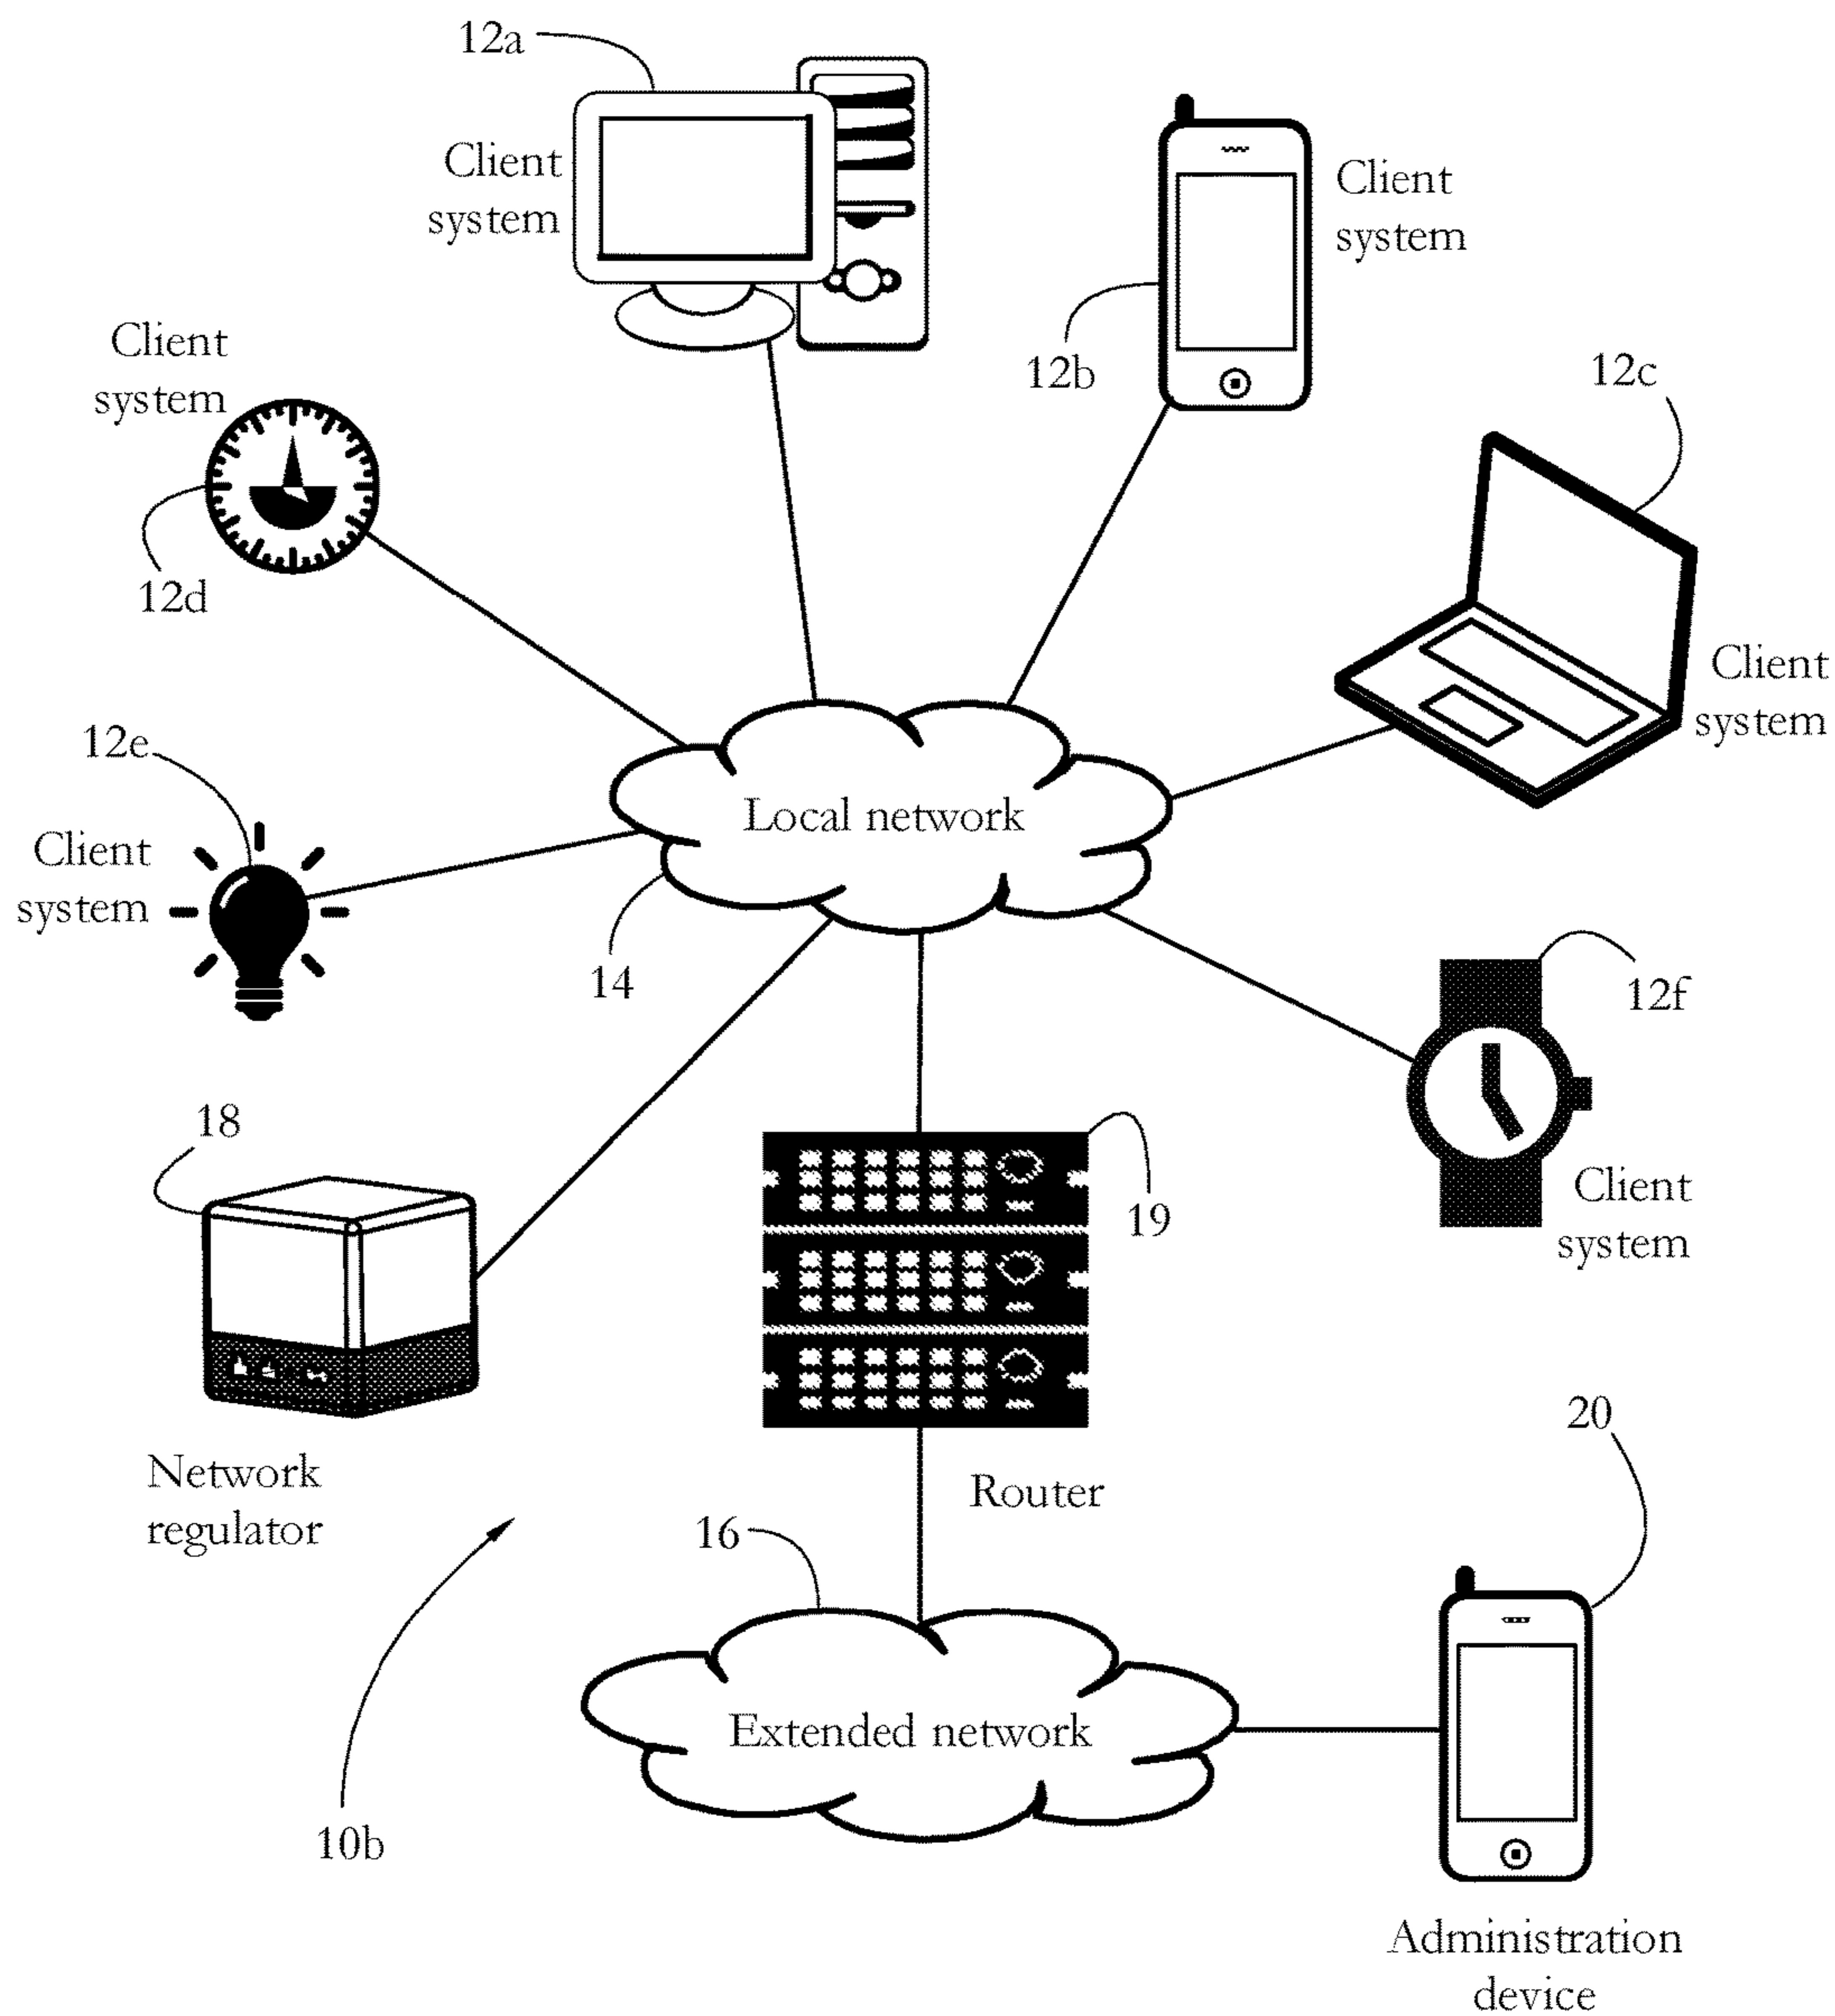 12a
Client
system
Client
system
12b
Client
system
12c
12d
Client
system
12e
Local network
Client
system
14
12f
18
19
Client
system
20
Network
regulator
Router
16
Extended network
10b
Administration
device